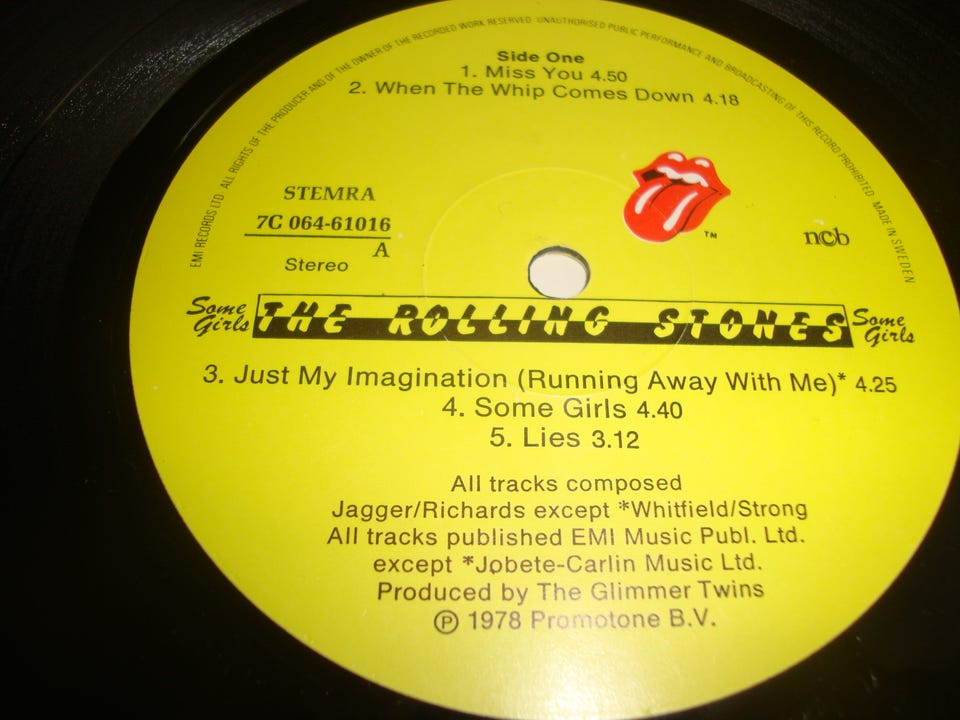 EMI RECORDS LTD ALL RIGHTS OF THE PRODUCER AND OF THE OWNER OF THE RECORDED WORK RESERVED UNAUTHORISED PUBLIC PERFORMANCE AND BROADCASTING OF THIS RECORD PROHIBITED MADE IN SWEDEN
Side One
1. Miss You 4.50
2. When The Whip Comes Down 4.18
STEMRA
7C 064-61016
A
Stereo
TM
ncb
Some Girls
THE ROLLING STONES
Some Girls
3. Just My Imagination (Running Away With Me)* 4.25
4. Some Girls 4.40
5. Lies 3.12
All tracks composed
Jagger/Richards except *Whitfield/Strong
All tracks published EMI Music Publ. Ltd.
except *Jobete-Carlin Music Ltd.
Produced by The Glimmer Twins
Ⓟ 1978 Promotone B.V.